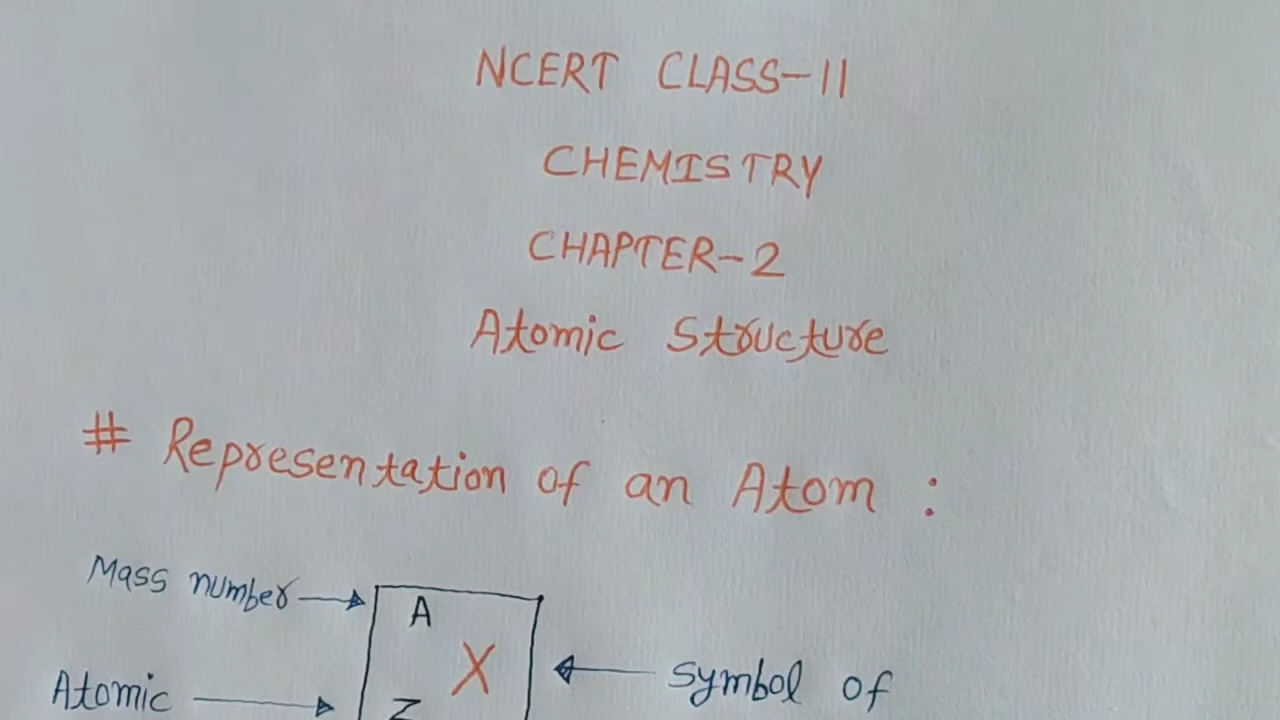 NCERT CLASS-11
CHEMISTRY
CHAPTER-2
Atomic Structure
# Representation of an Atom :
Mass number
A
X
Symbol of
Atomic
Z